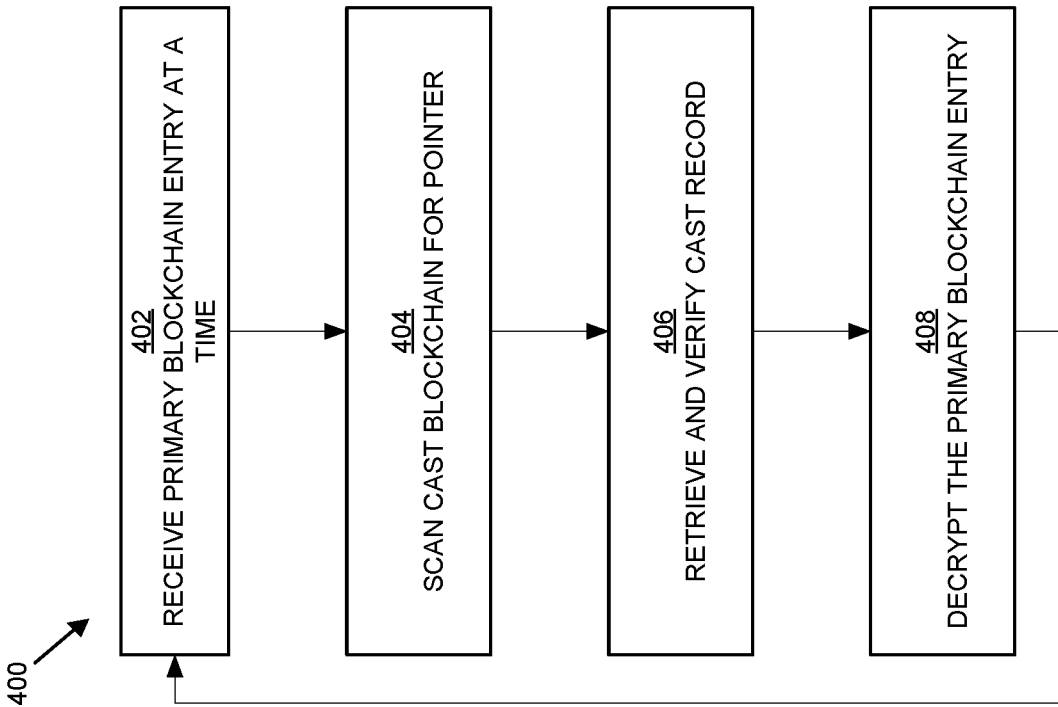 400
402
RECEIVE PRIMARY BLOCKCHAIN ENTRY AT A
TIME
404
SCAN CAST BLOCKCHAIN FOR POINTER
406
RETRIEVE AND VERIFY CAST RECORD
408
DECRYPT THE PRIMARY BLOCKCHAIN ENTRY